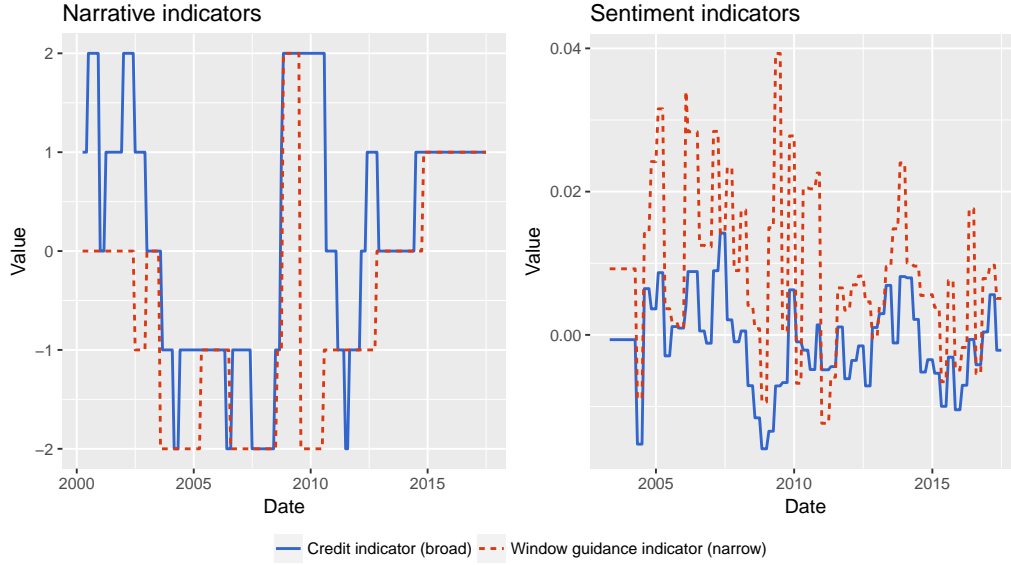 Narrative indicators
Sentiment indicators
2
1
0
−1
−2
Value
2000
2005
2010
2015
Date
0.04
0.02
0.00
Value
2005
2010
2015
Date
Credit indicator (broad)
Window guidance indicator (narrow)